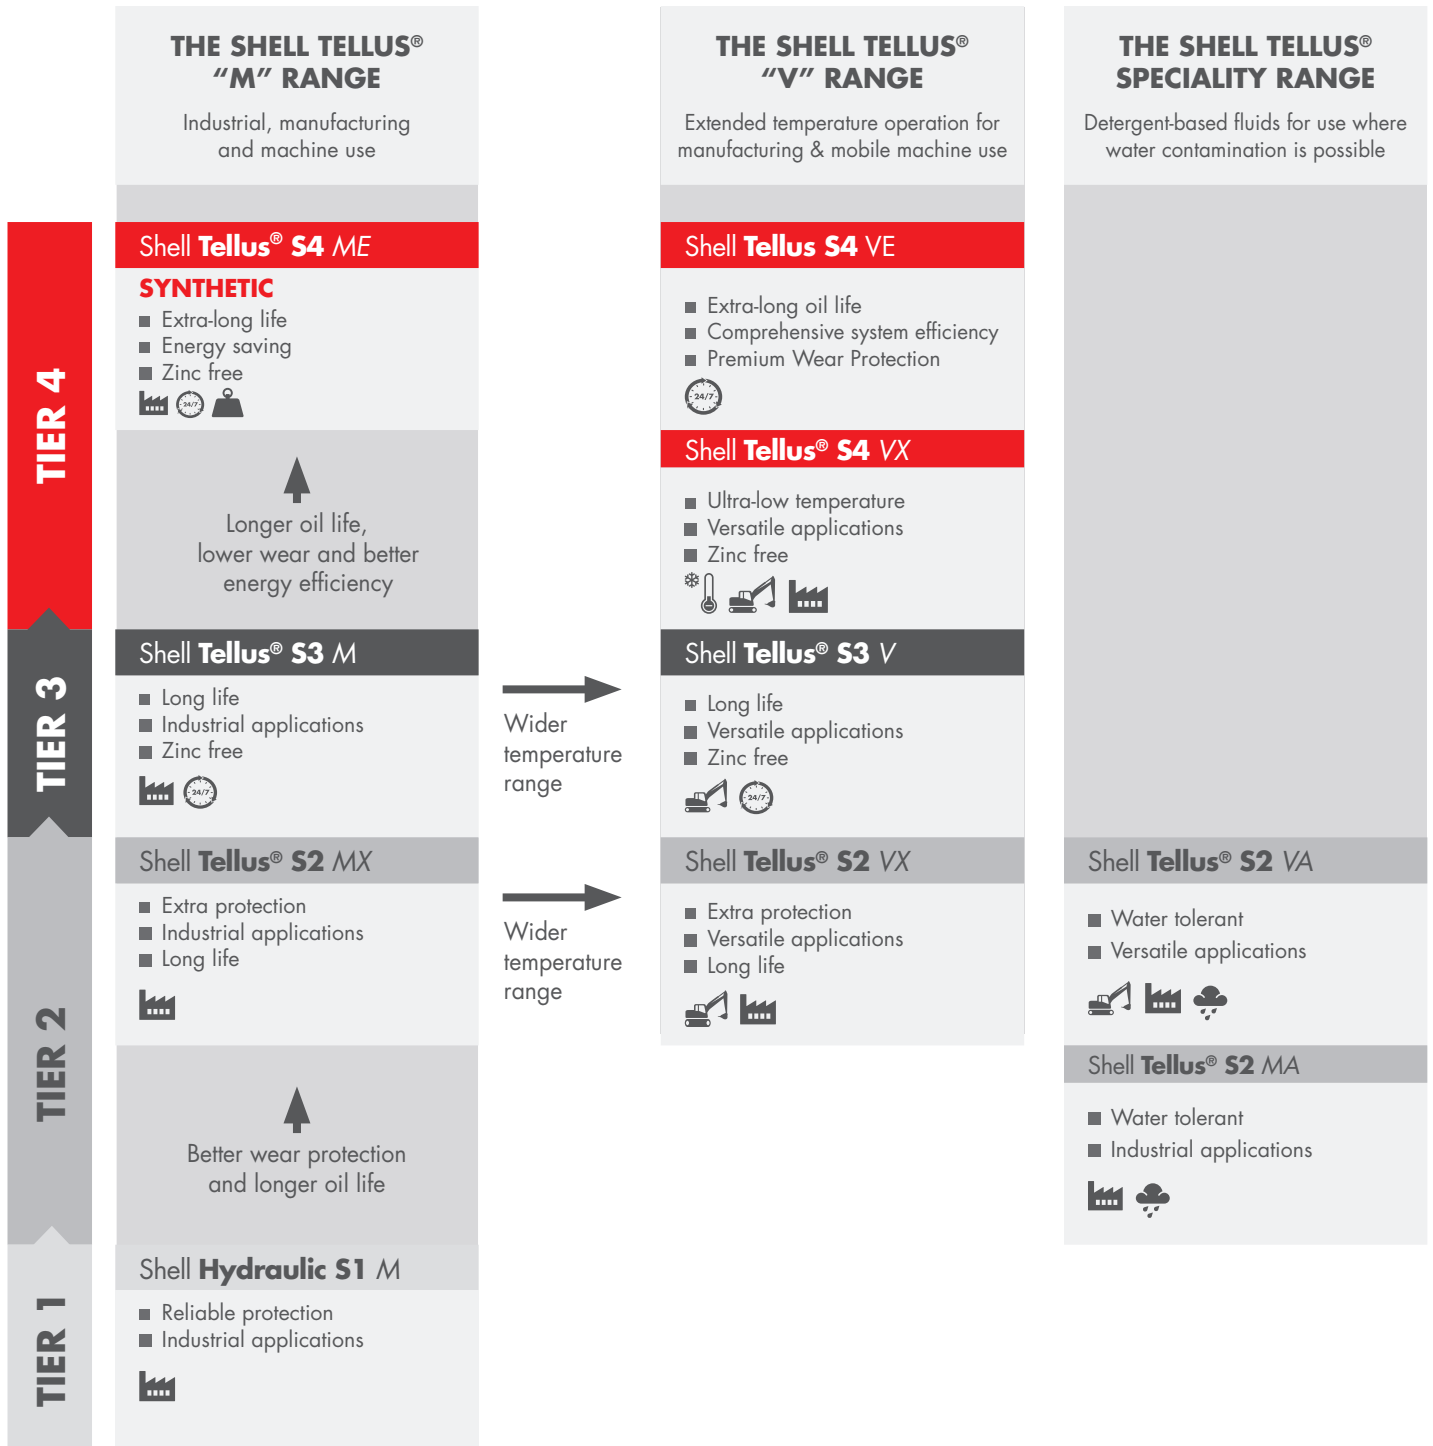 THE SHELL TELLUS®
“M” RANGE
Industrial, manufacturing
and machine use
THE SHELL TELLUS®
“V” RANGE
Extended temperature operation for
manufacturing & mobile machine use
THE SHELL TELLUS®
SPECIALITY RANGE
Detergent-based fluids for use where
water contamination is possible
TIER 4
Shell Tellus® S4 ME
SYNTHETIC
Extra-long life
Energy saving
Zinc free
24/7
Longer oil life,
lower wear and better
energy efficiency
Shell Tellus S4 VE
Extra-long oil life
Comprehensive system efficiency
Premium Wear Protection
24/7
Shell Tellus® S4 VX
Ultra-low temperature
Versatile applications
Zinc free
TIER 3
Shell Tellus® S3 M
Long life
Industrial applications
Zinc free
24/7
Wider
temperature
range
Shell Tellus® S3 V
Long life
Versatile applications
Zinc free
24/7
TIER 2
Shell Tellus® S2 MX
Extra protection
Industrial applications
Long life
Wider
temperature
range
Shell Tellus® S2 VX
Extra protection
Versatile applications
Long life
Shell Tellus® S2 VA
Water tolerant
Versatile applications
Better wear protection
and longer oil life
Shell Tellus® S2 MA
Water tolerant
Industrial applications
TIER 1
Shell Hydraulic S1 M
Reliable protection
Industrial applications